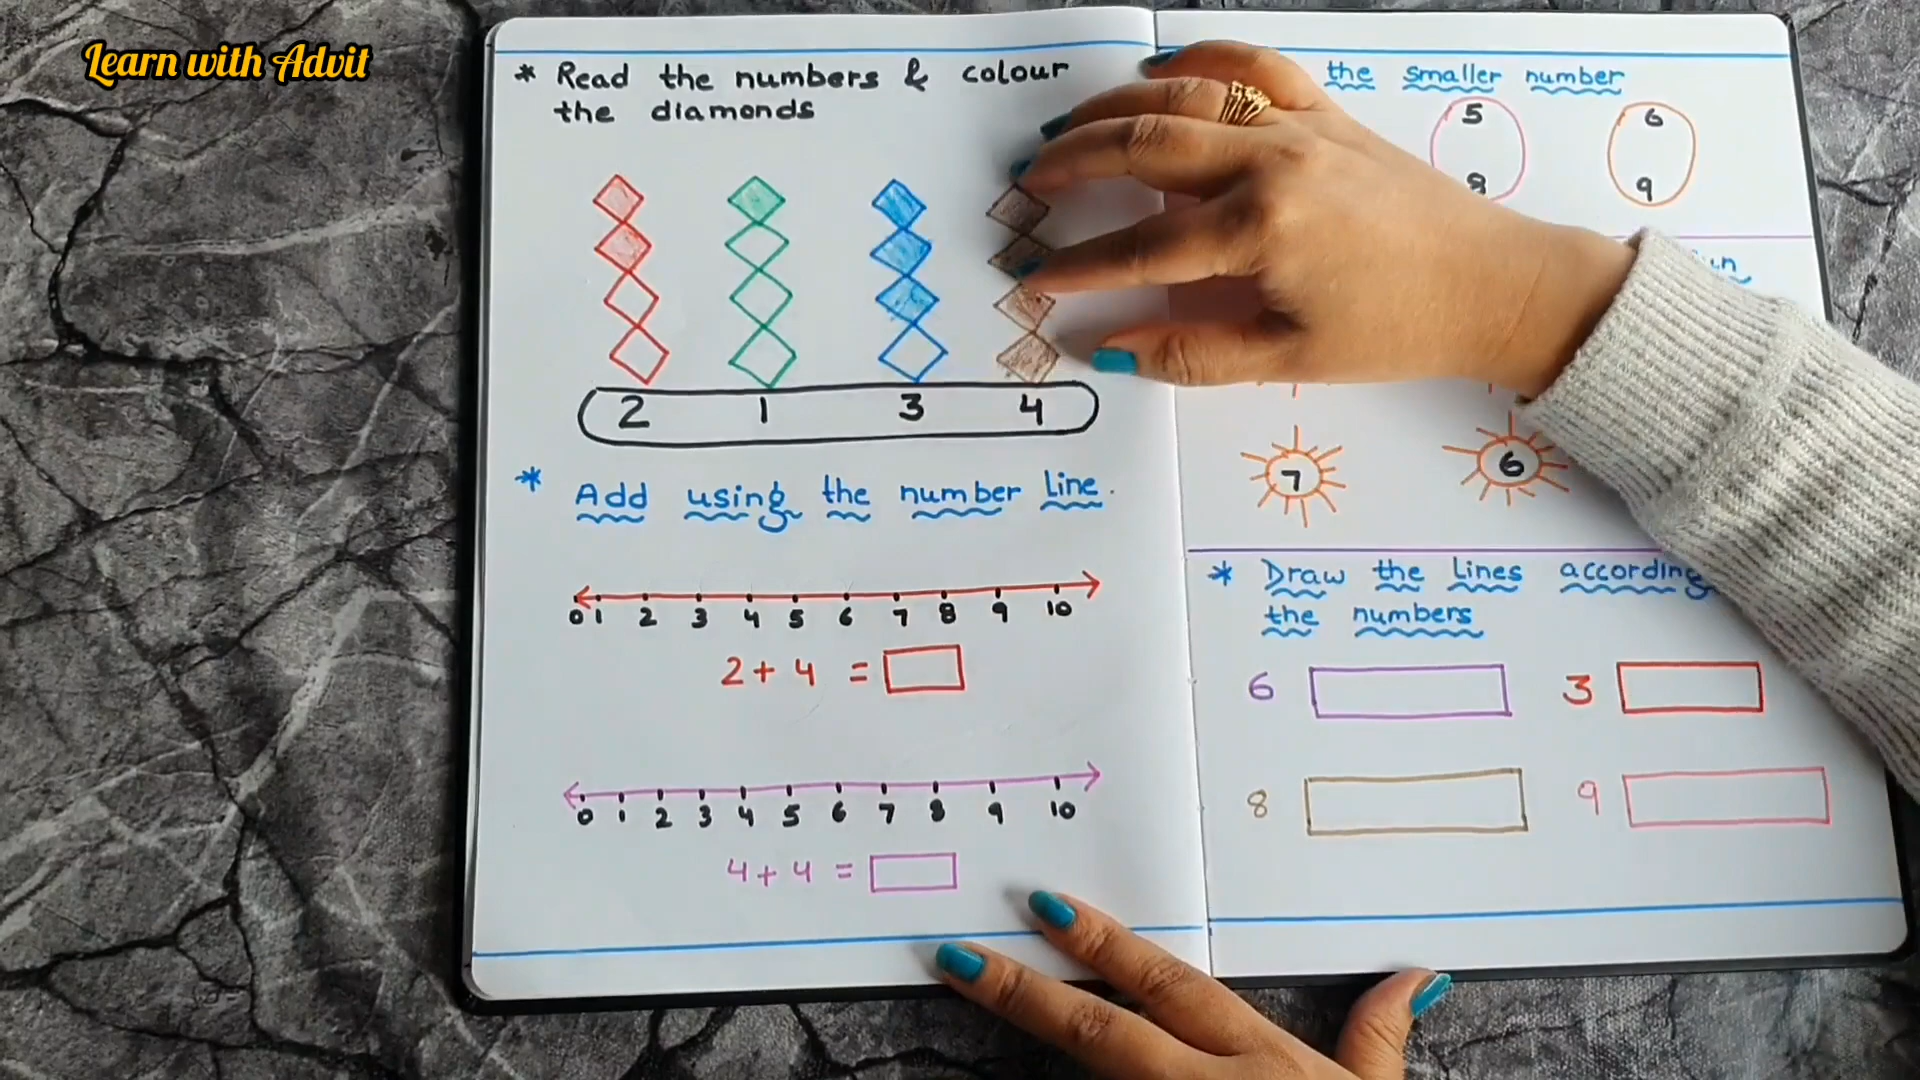 Learn with Advit
* Read the numbers & colour
the diamonds
2 1 3 4
* Add using the number line.
0 1 2 3 4 5 6 7 8 9 10
2 + 4 =
0 1 2 3 4 5 6 7 8 9 10
4 + 4 =
the smaller number
5 6
8 9
7 6
* Draw the lines according
the numbers
6 3
8 9